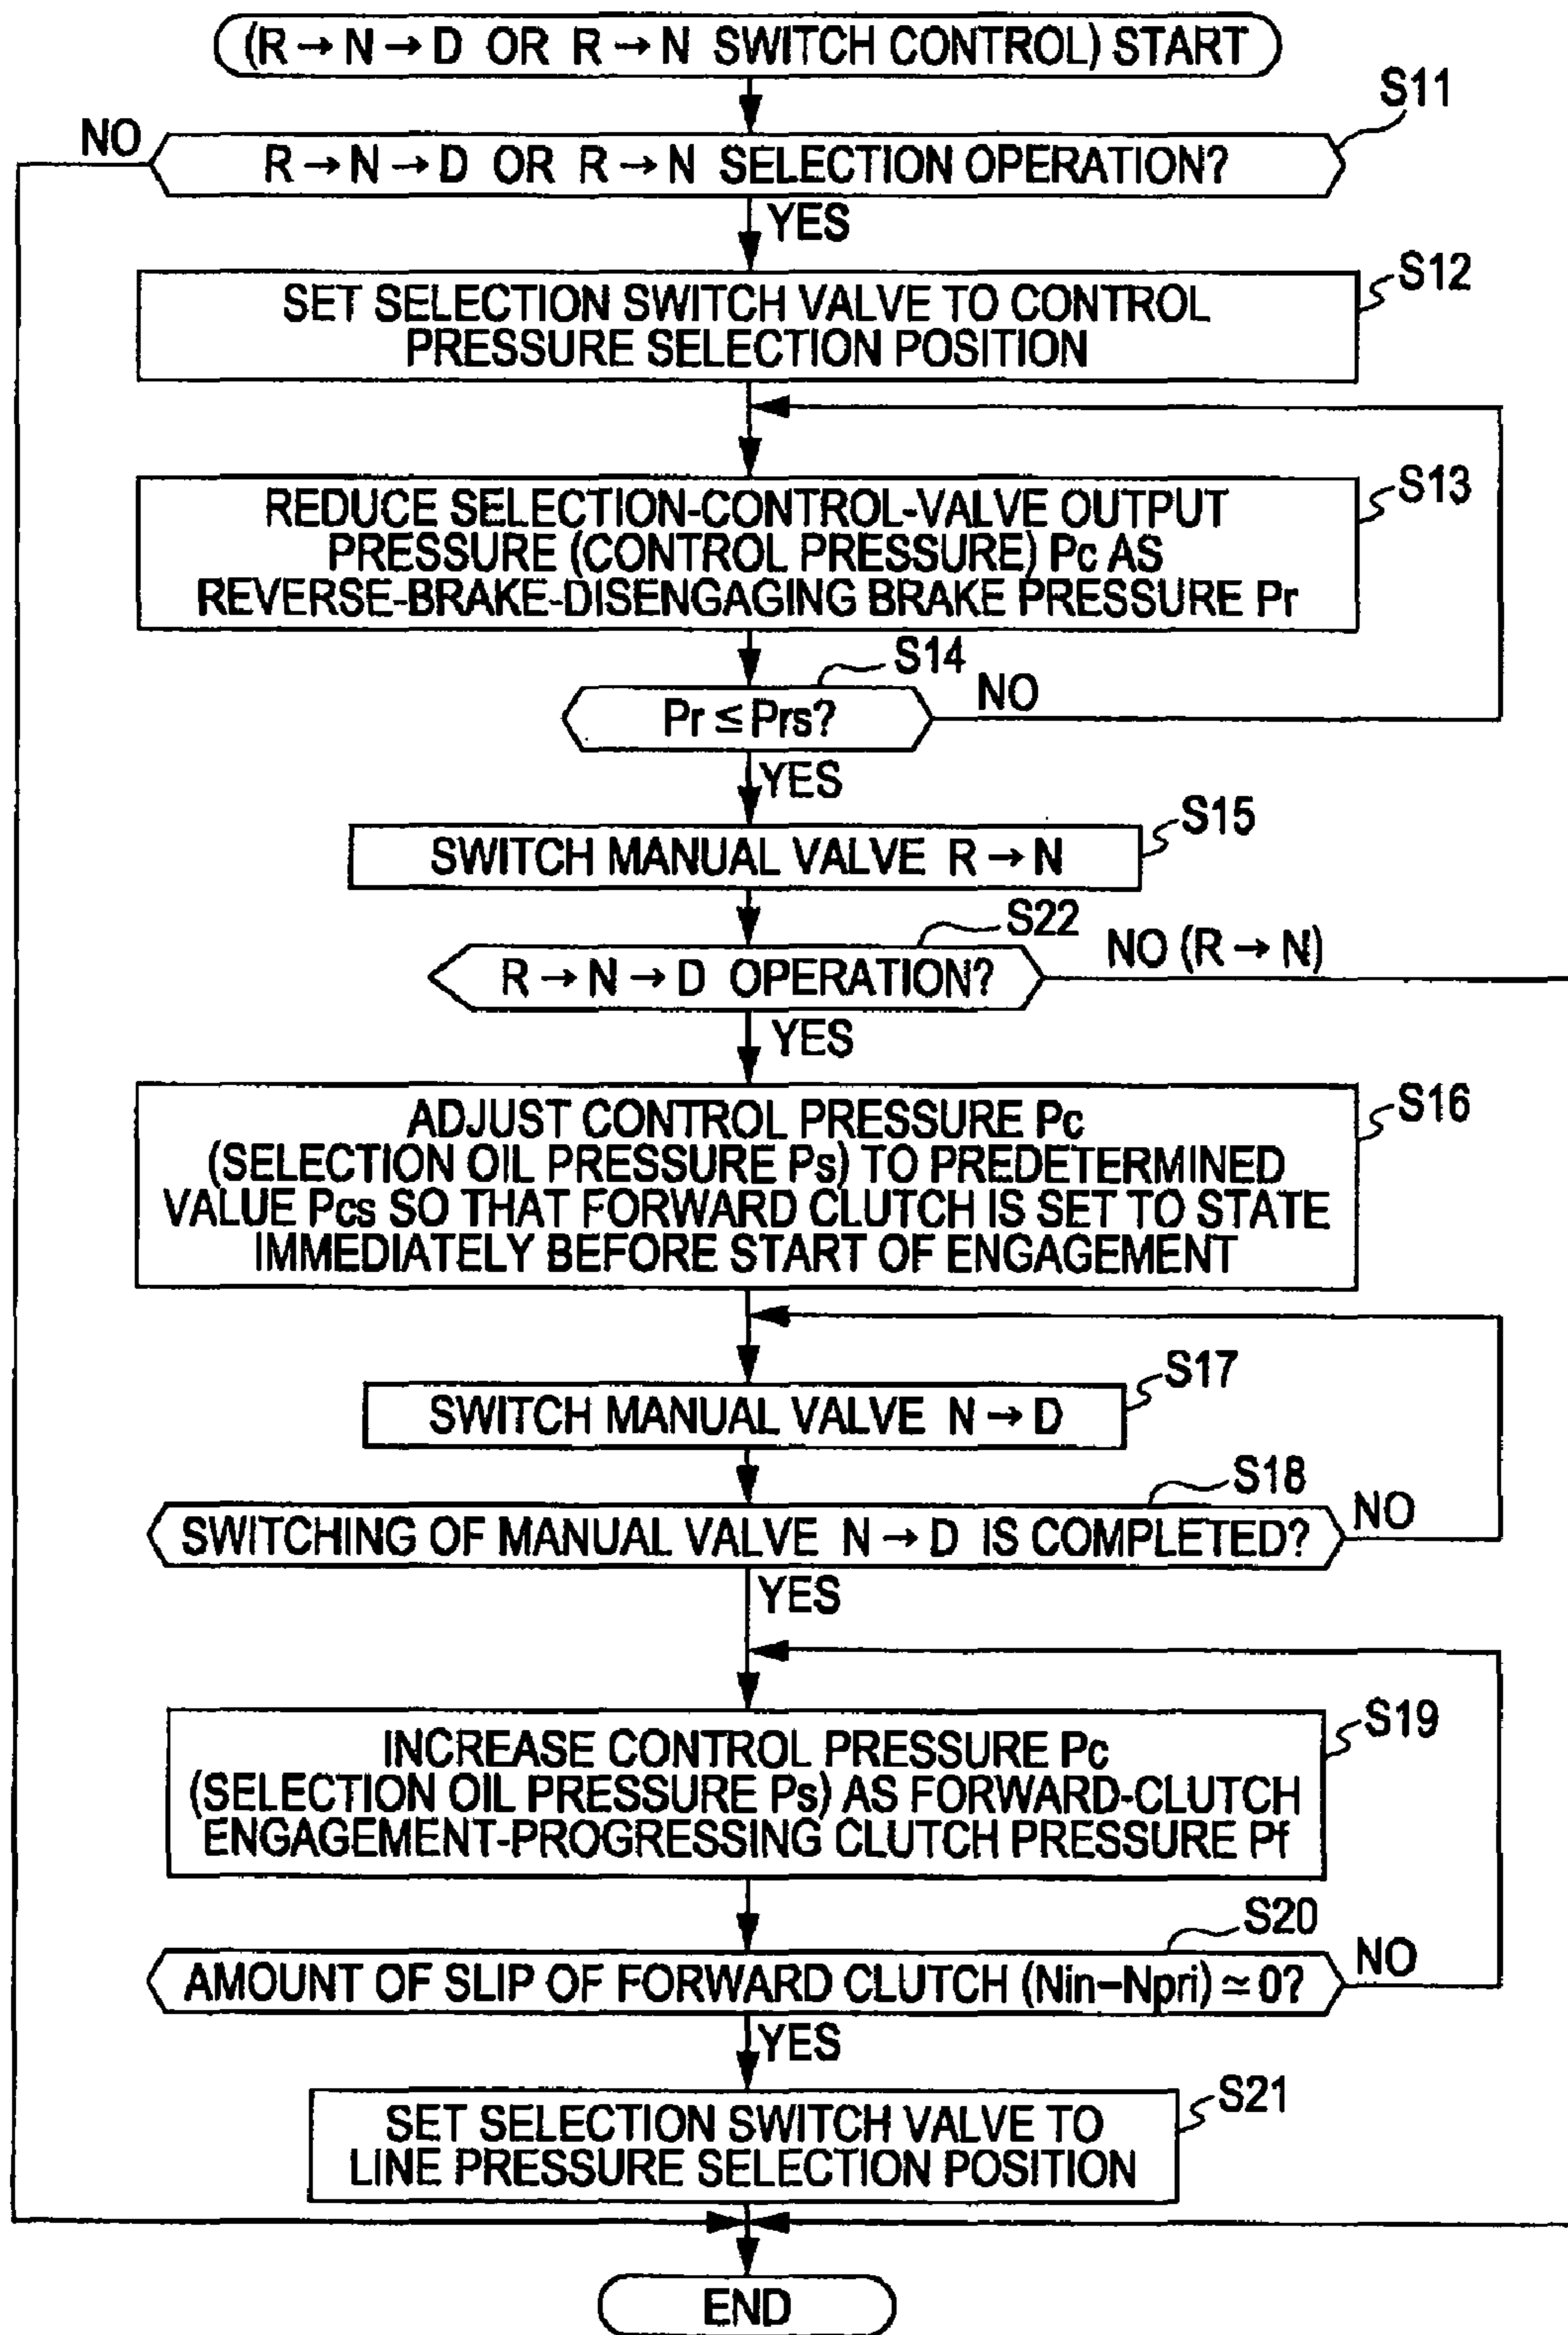 (R → N → D OR R → N SWITCH CONTROL) START
S11
NO
R → N → D OR R → N SELECTION OPERATION?
YES
S12
SET SELECTION SWITCH VALVE TO CONTROL
PRESSURE SELECTION POSITION
S13
REDUCE SELECTION-CONTROL-VALVE OUTPUT
PRESSURE (CONTROL PRESSURE) Pc AS
REVERSE-BRAKE-DISENGAGING BRAKE PRESSURE Pr
S14
Pr ≤ Prs?
NO
YES
S15
SWITCH MANUAL VALVE R → N
S22
R → N → D OPERATION?
NO (R → N)
YES
S16
ADJUST CONTROL PRESSURE Pc
(SELECTION OIL PRESSURE Ps) TO PREDETERMINED
VALUE Pcs SO THAT FORWARD CLUTCH IS SET TO STATE
IMMEDIATELY BEFORE START OF ENGAGEMENT
S17
SWITCH MANUAL VALVE N → D
S18
SWITCHING OF MANUAL VALVE N → D IS COMPLETED?
NO
YES
S19
INCREASE CONTROL PRESSURE Pc
(SELECTION OIL PRESSURE Ps) AS FORWARD-CLUTCH
ENGAGEMENT-PROGRESSING CLUTCH PRESSURE Pf
S20
AMOUNT OF SLIP OF FORWARD CLUTCH (Nin−Npri) ≃ 0?
NO
YES
S21
SET SELECTION SWITCH VALVE TO
LINE PRESSURE SELECTION POSITION
END